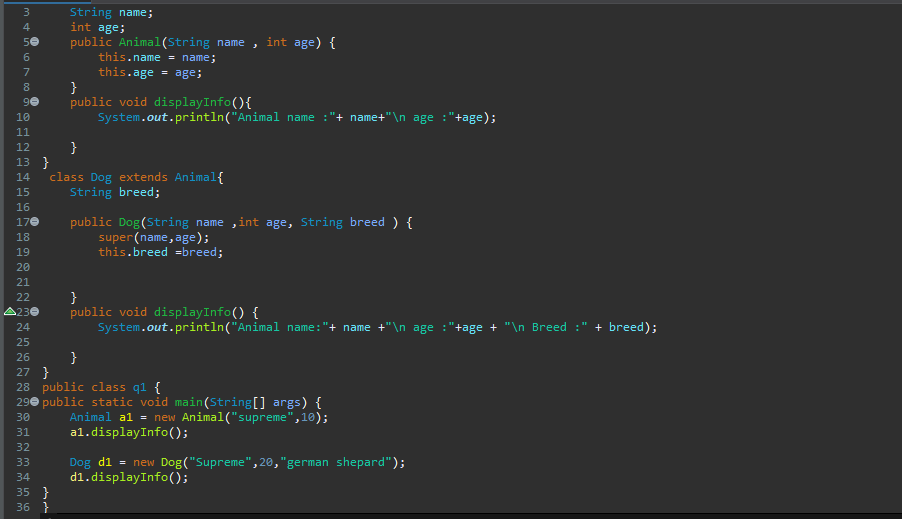 3 String name;
4 int age;
5 public Animal(String name , int age) {
6 this.name = name;
7 this.age = age;
8 }
9 public void displayInfo(){
10 System.out.println("Animal name :"+ name+"\n age :"+age);
11
12 }
13 }
14 class Dog extends Animal{
15 String breed;
16
17 public Dog(String name ,int age, String breed ) {
18 super(name,age);
19 this.breed =breed;
20
21
22 }
23 public void displayInfo() {
24 System.out.println("Animal name:"+ name +"\n age :"+age + "\n Breed :" + breed);
25
26 }
27 }
28 public class q1 {
29 public static void main(String[] args) {
30 Animal a1 = new Animal("supreme",10);
31 a1.displayInfo();
32
33 Dog d1 = new Dog("Supreme",20,"german shepard");
34 d1.displayInfo();
35 }
36 }